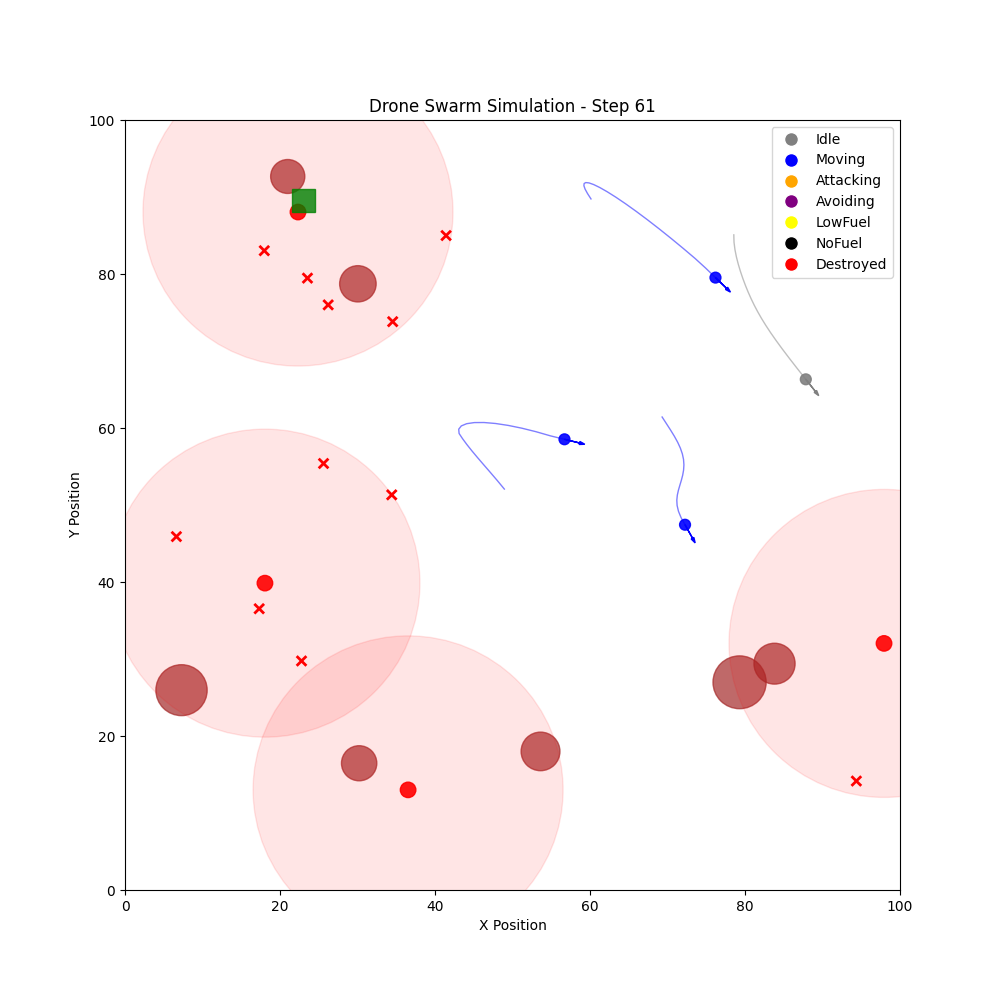 Drone Swarm Simulation - Step 61
100
80
60
40
20
0
Y Position
0 20 40 60 80 100
X Position
Idle
Moving
Attacking
Avoiding
LowFuel
NoFuel
Destroyed